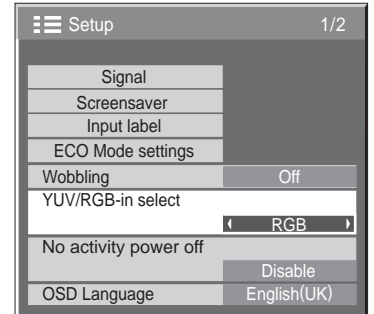 Setup 1/2
Signal
Screensaver
Input label
ECO Mode settings
Wobbling Off
YUV/RGB-in select
RGB
No activity power off
Disable
OSD Language English(UK)